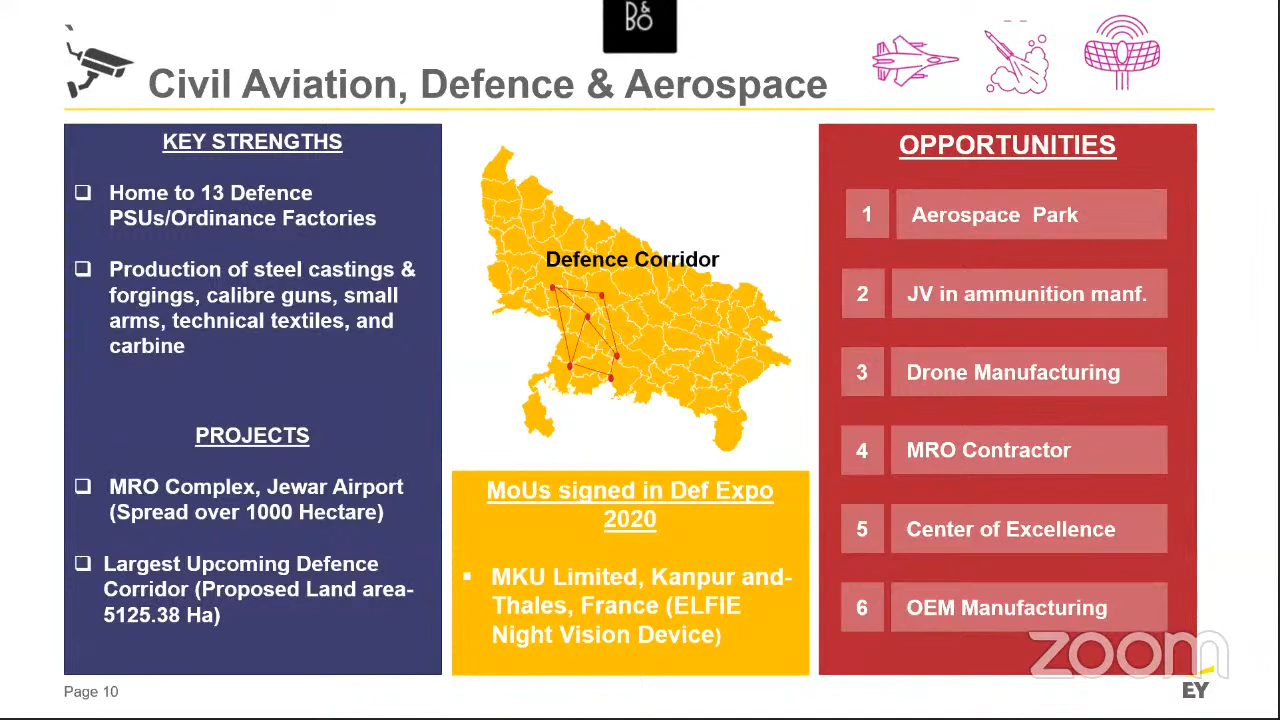 D&
BO
Civil Aviation, Defence & Aerospace
KEY STRENGTHS
Home to 13 Defence
PSUs/Ordinance Factories
Production of steel castings &
forgings, calibre guns, small
arms, technical textiles, and
carbine
PROJECTS
MRO Complex, Jewar Airport
(Spread over 1000 Hectare)
Largest Upcoming Defence
Corridor (Proposed Land area-
5125.38 Ha)
Defence Corridor
MoUs signed in Def Expo
2020
MKU Limited, Kanpur and-
Thales, France (ELFIE
Night Vision Device)
OPPORTUNITIES
1 Aerospace Park
2 JV in ammunition manf.
3 Drone Manufacturing
4 MRO Contractor
5 Center of Excellence
6 OEM Manufacturing
zoom
Page 10
EY